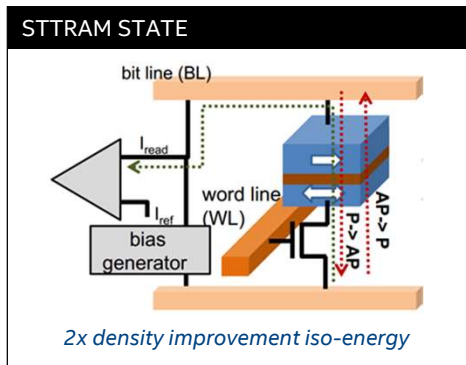 STTRAM STATE
bit line (BL)
I_read
word line
(WL)
I_ref
bias
generator
P-> AP
AP-> P
2x density improvement iso-energy